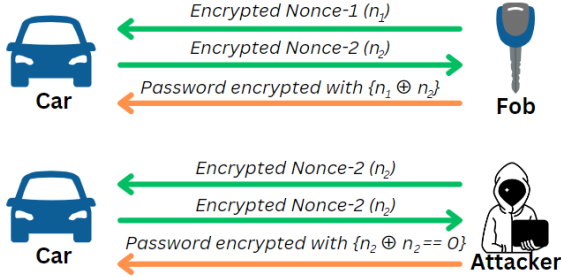 Encrypted Nonce-1 (n₁)
Encrypted Nonce-2 (n₂)
Password encrypted with {n₁ ⊕ n₂}
Car
Fob
Encrypted Nonce-2 (n₂)
Encrypted Nonce-2 (n₂)
Password encrypted with {n₂ ⊕ n₂ == 0}
Car
Attacker